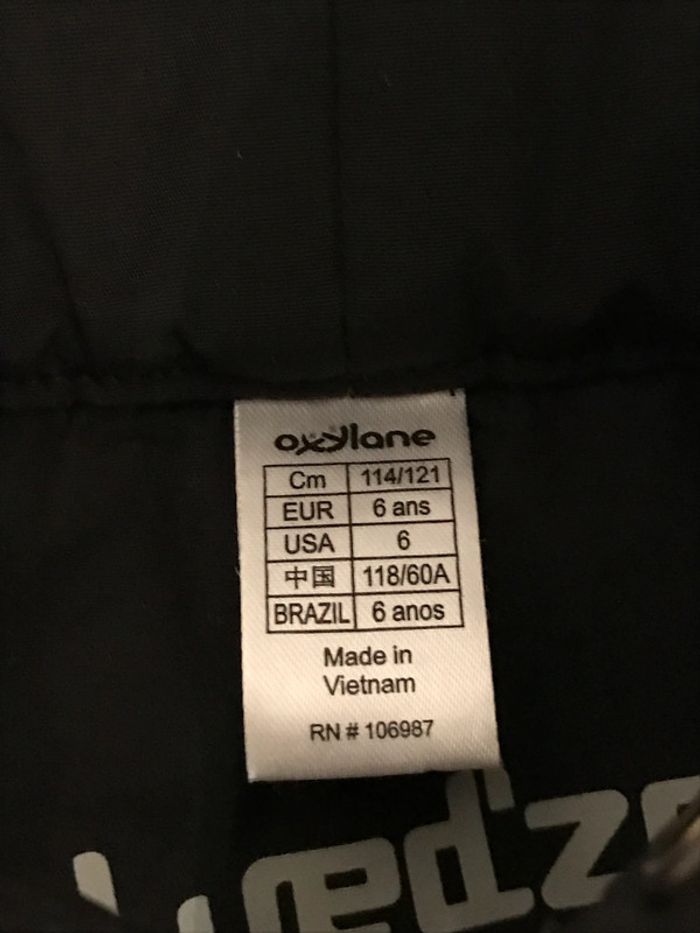 oxylane
Cm 114/121
EUR 6 ans
USA 6
中国 118/60A
BRAZIL 6 anos
Made in
Vietnam
RN # 106987